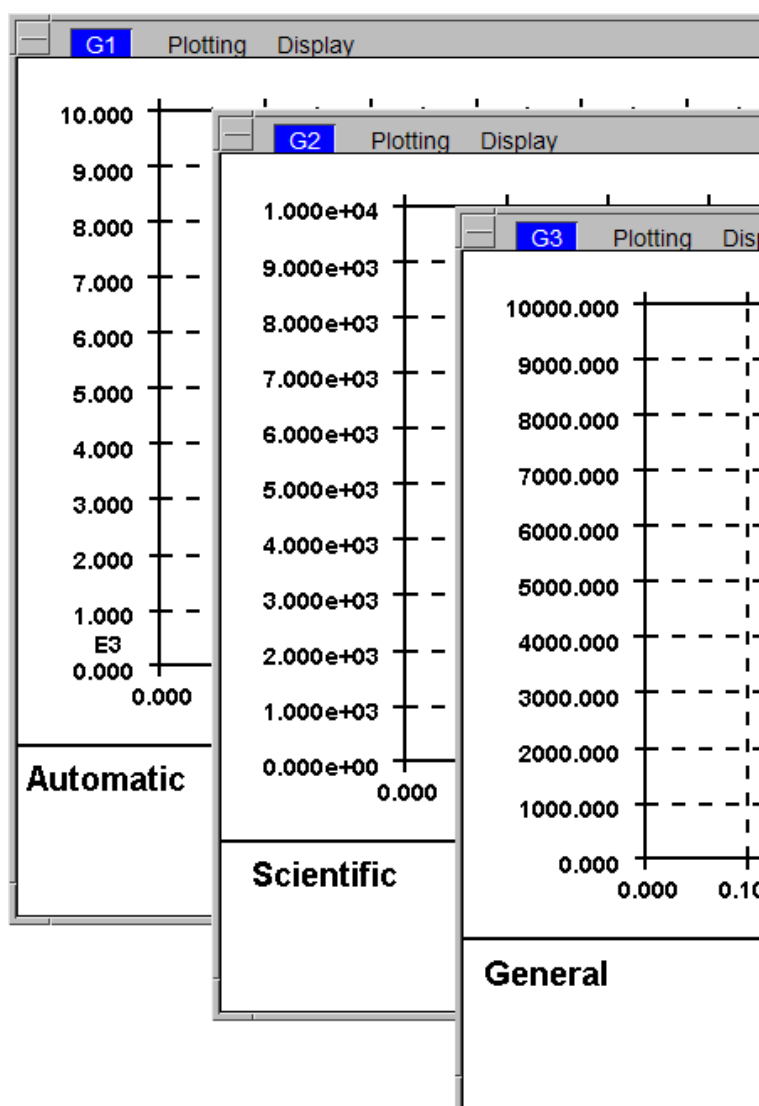 G1 Plotting Display
10.000
9.000
8.000
7.000
6.000
5.000
4.000
3.000
2.000
1.000
E3
0.000
0.000
Automatic
G2 Plotting Display
1.000e+04
9.000e+03
8.000e+03
7.000e+03
6.000e+03
5.000e+03
4.000e+03
3.000e+03
2.000e+03
1.000e+03
0.000e+00
0.000
Scientific
G3 Plotting Dis
10000.000
9000.000
8000.000
7000.000
6000.000
5000.000
4000.000
3000.000
2000.000
1000.000
0.000
0.000 0.10
General